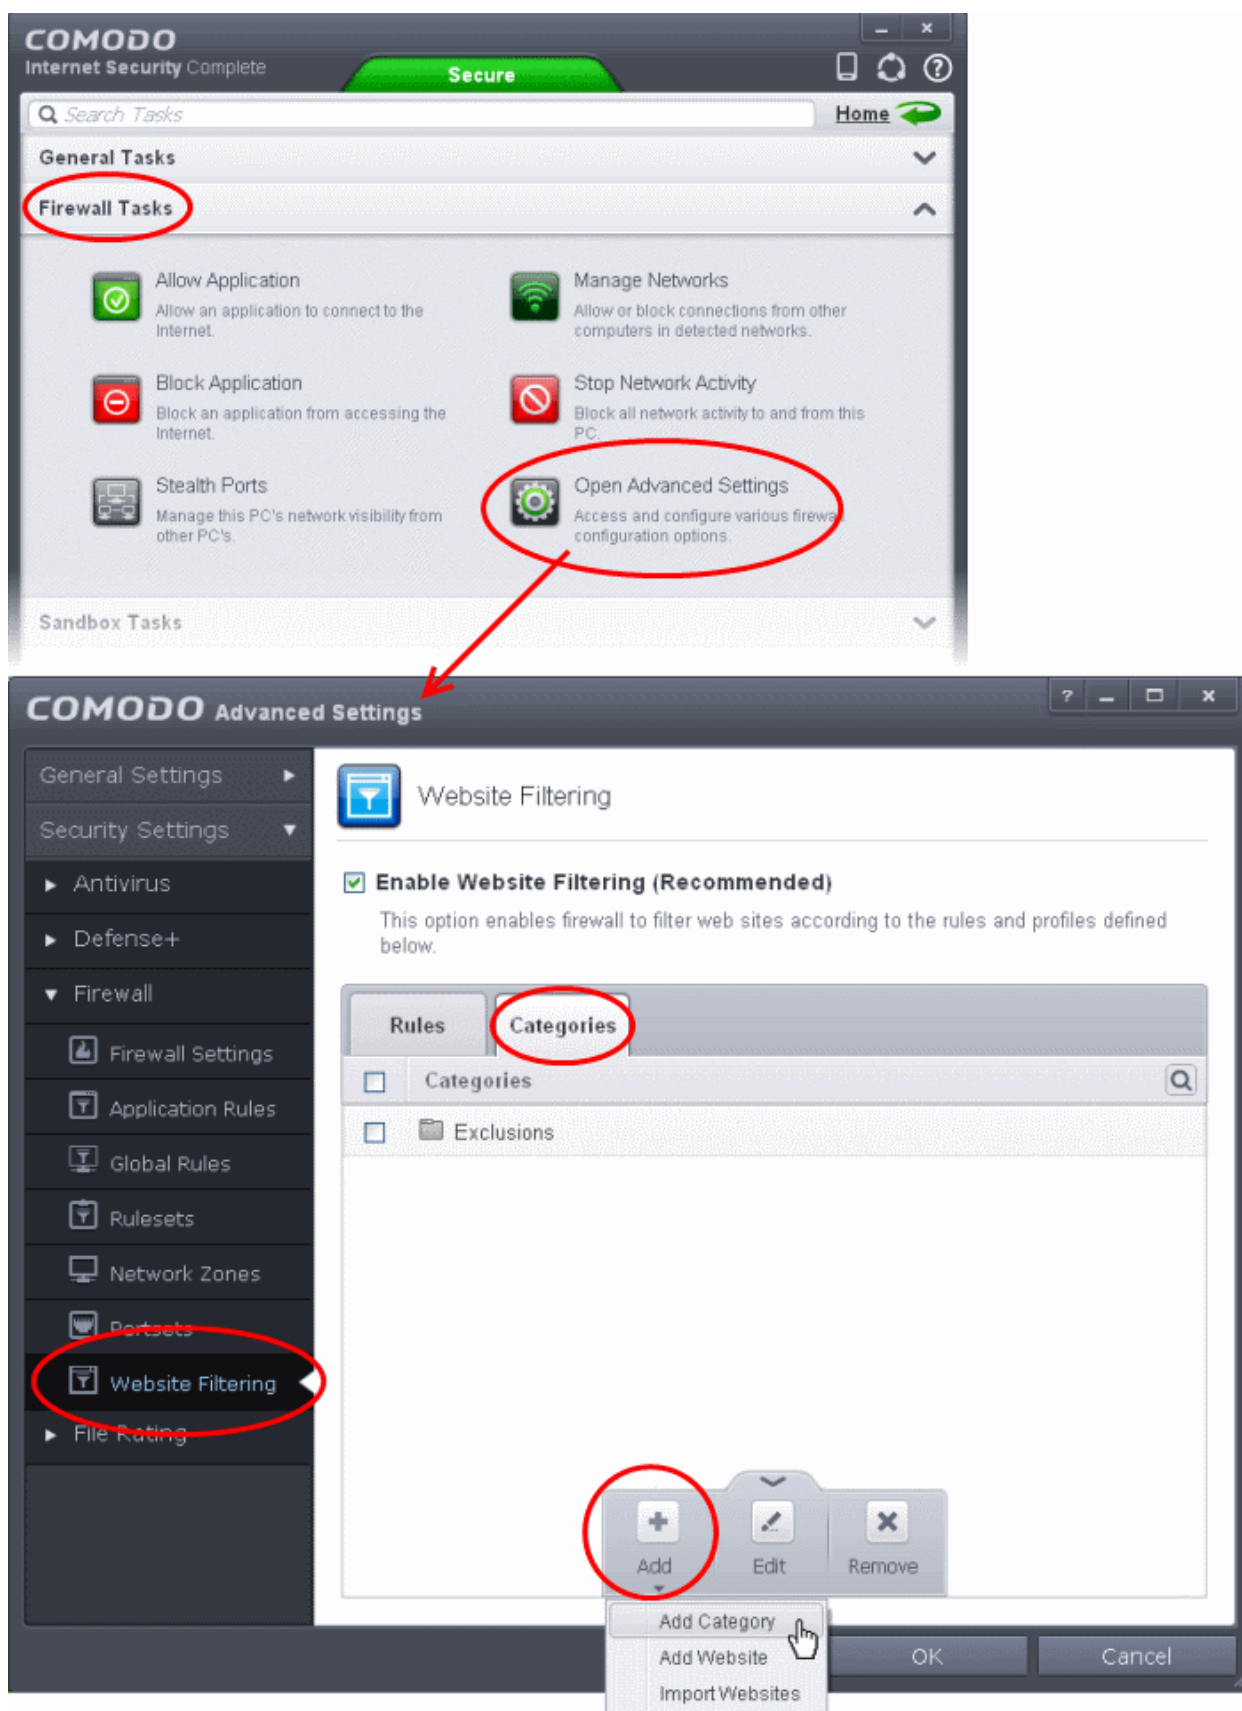 COMODO
Internet Security Complete
Secure
Search Tasks
Home
General Tasks
Firewall Tasks
Allow Application
Allow an application to connect to the
Internet.
Manage Networks
Allow or block connections from other
computers in detected networks.
Block Application
Block an application from accessing the
Internet.
Stop Network Activity
Block all network activity to and from this
PC.
Stealth Ports
Manage this PC's network visibility from
other PC's.
Open Advanced Settings
Access and configure various firewall
configuration options.
Sandbox Tasks
COMODO Advanced Settings
General Settings
Security Settings
Antivirus
Defense+
Firewall
Firewall Settings
Application Rules
Global Rules
Rulesets
Network Zones
Portsets
Website Filtering
File Rating
Website Filtering
Enable Website Filtering (Recommended)
This option enables firewall to filter web sites according to the rules and profiles defined
below.
Rules
Categories
Categories
Exclusions
Add
Edit
Remove
Add Category
Add Website
Import Websites
OK
Cancel